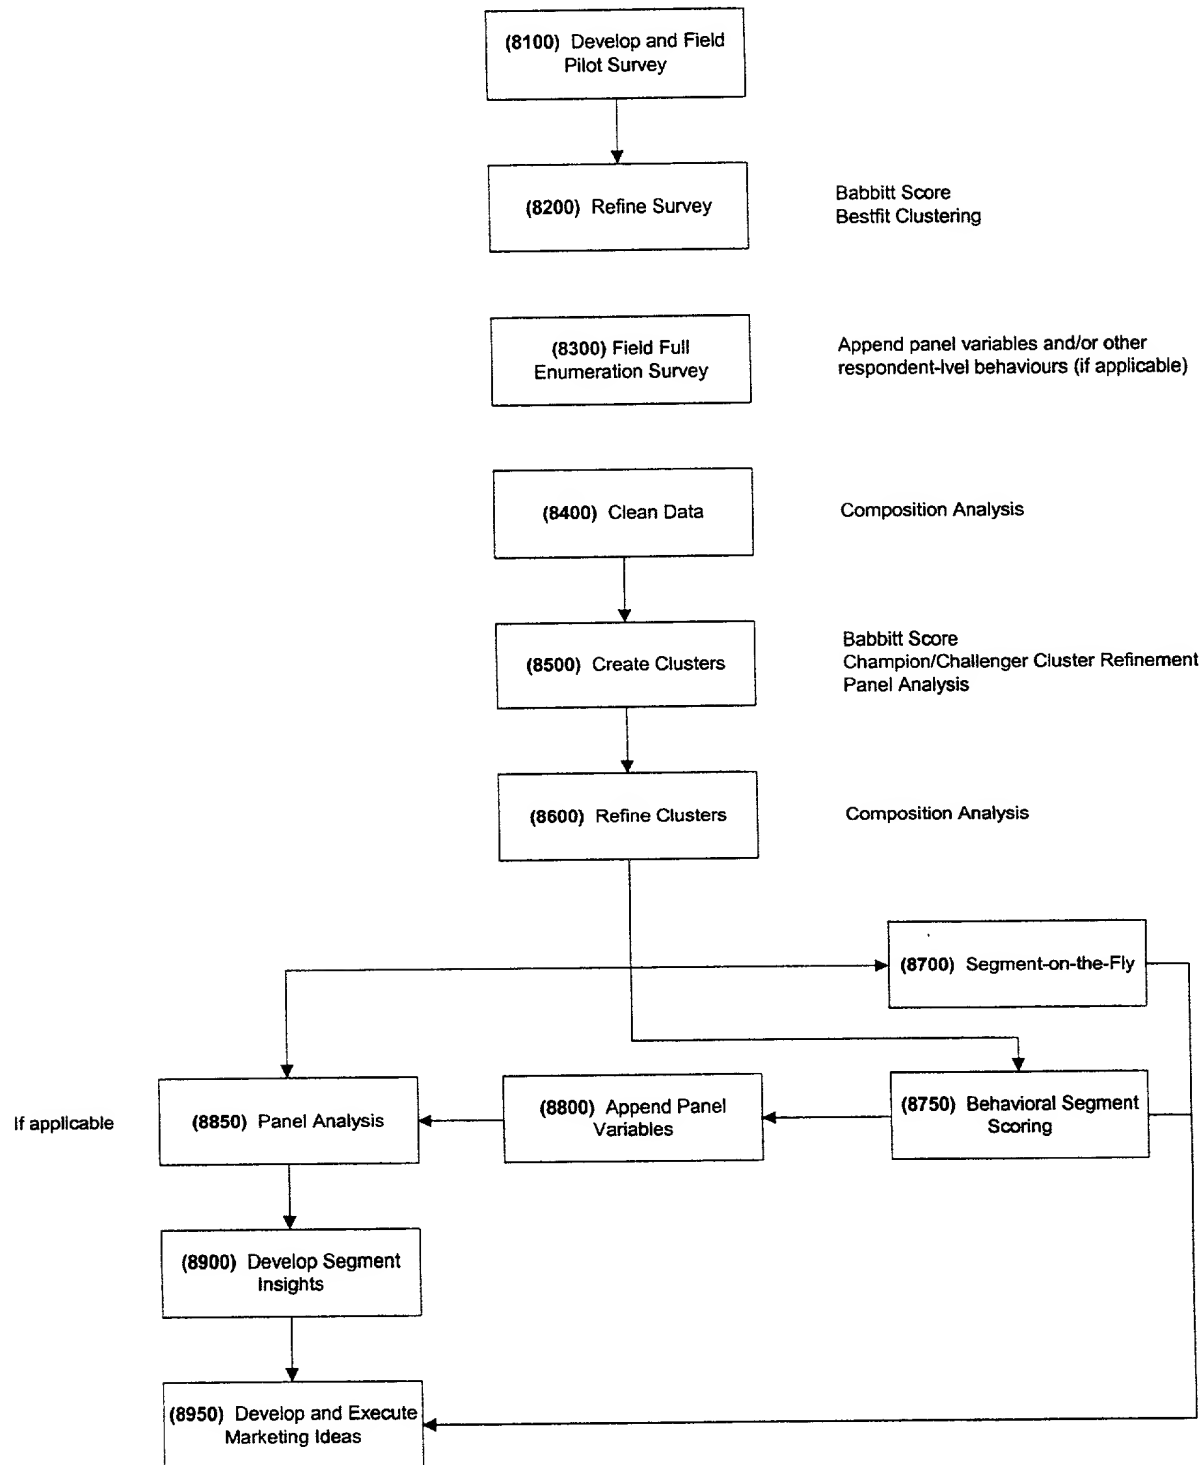 (8100) Develop and Field
Pilot Survey
(8200) Refine Survey
Babbitt Score
Bestfit Clustering
(8300) Field Full
Enumeration Survey
Append panel variables and/or other
respondent-lvel behaviours (if applicable)
(8400) Clean Data
Composition Analysis
(8500) Create Clusters
Babbitt Score
Champion/Challenger Cluster Refinement
Panel Analysis
(8600) Refine Clusters
Composition Analysis
(8700) Segment-on-the-Fly
If applicable
(8850) Panel Analysis
(8800) Append Panel
Variables
(8750) Behavioral Segment
Scoring
(8900) Develop Segment
Insights
(8950) Develop and Execute
Marketing Ideas